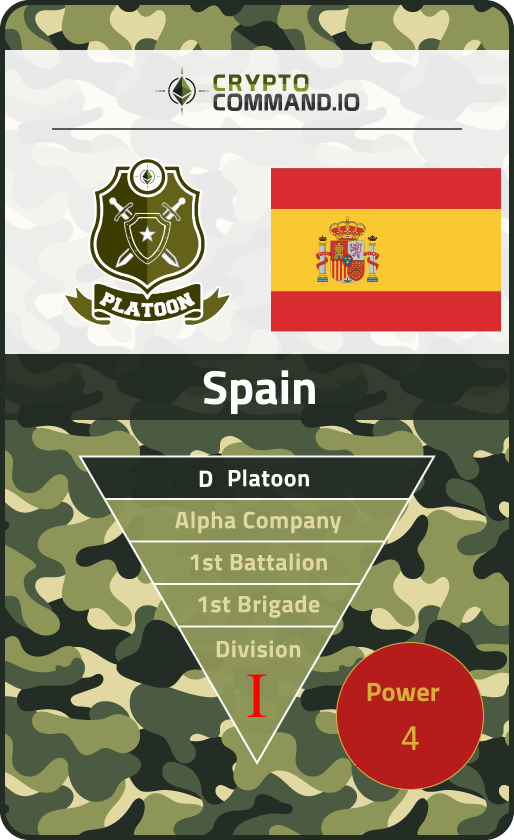 CRYPTO
COMMAND.IO
PLATOON
Spain
D Platoon
Alpha Company
1st Battalion
1st Brigade
Division
I
Power
4